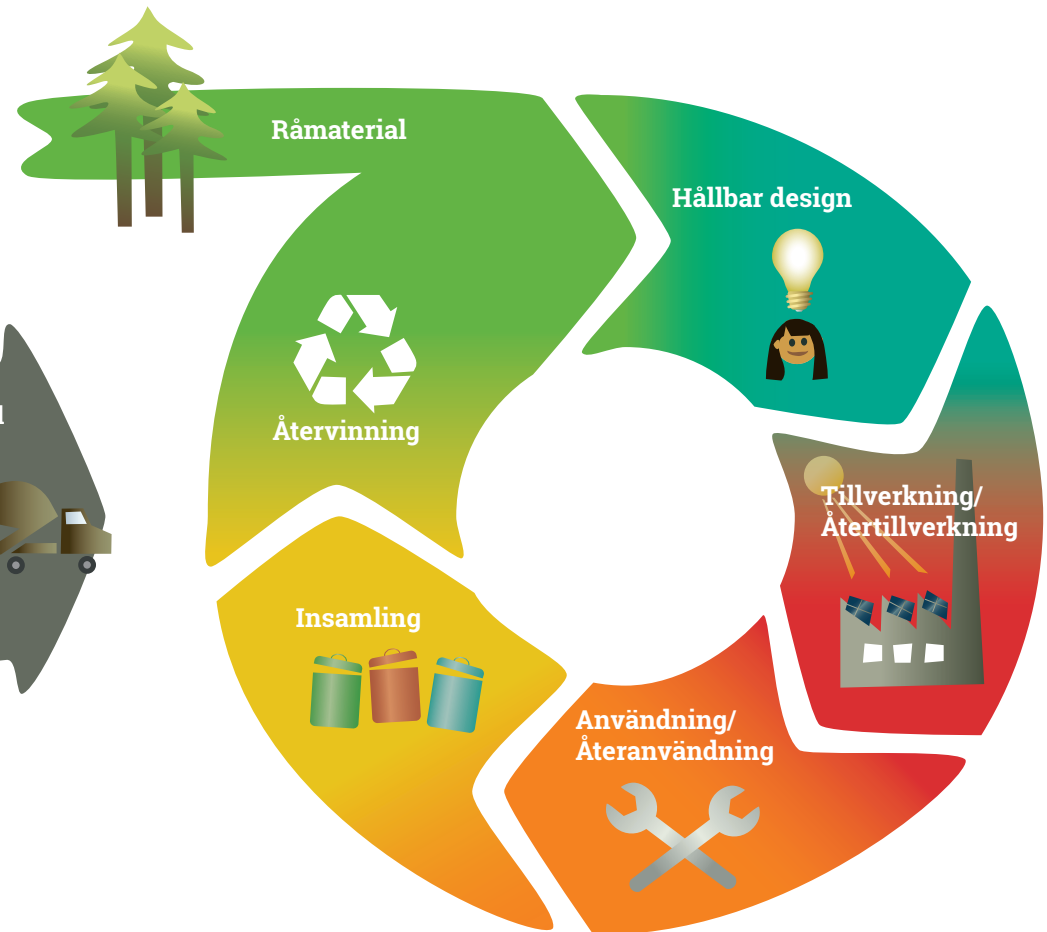 Råmaterial
Hållbar design
Återvinning
Tillverkning/
Återtillverkning
Insamling
Användning/
Återanvändning